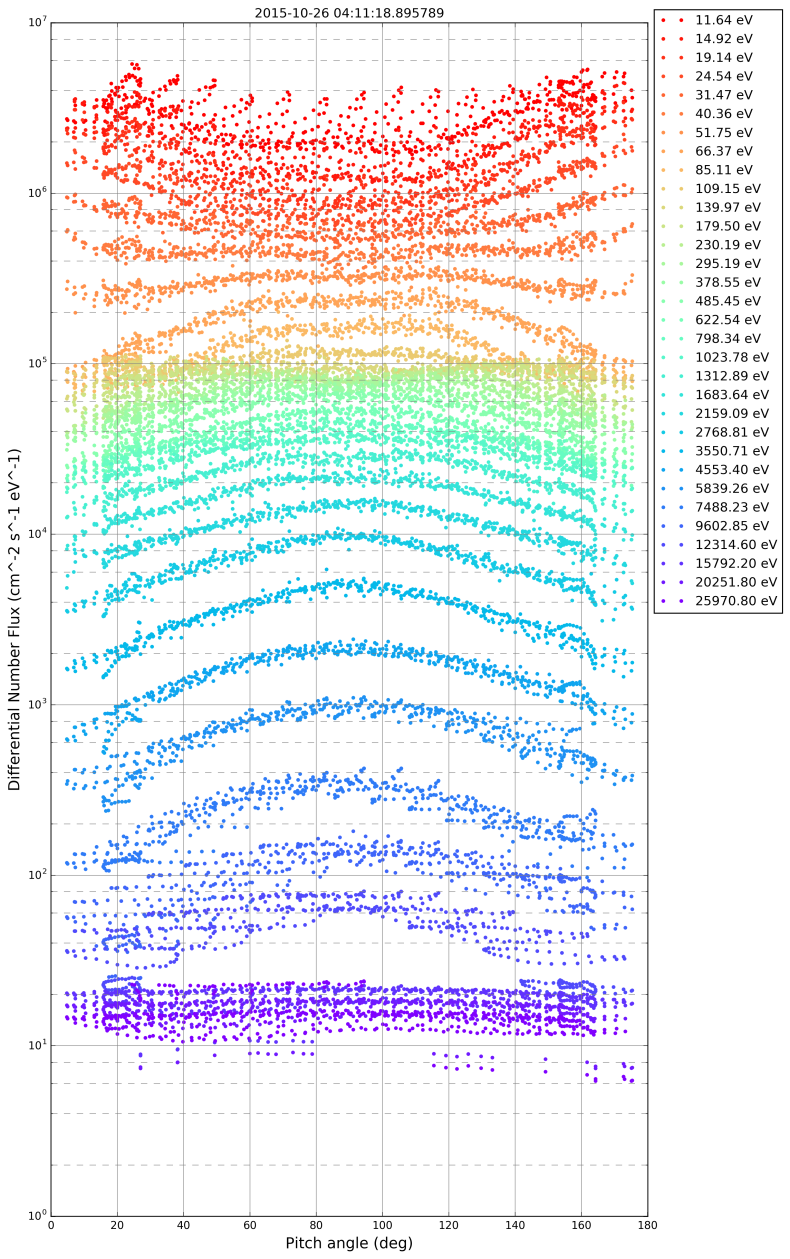 2015-10-26 04:11:18.895789
10^7
10^6
10^5
10^4
10^3
10^2
10^1
10^0
Differential Number Flux (cm^-2 s^-1 eV^-1)
0 20 40 60 80 100 120 140 160 180
Pitch angle (deg)
11.64 eV
14.92 eV
19.14 eV
24.54 eV
31.47 eV
40.36 eV
51.75 eV
66.37 eV
85.11 eV
109.15 eV
139.97 eV
179.50 eV
230.19 eV
295.19 eV
378.55 eV
485.45 eV
622.54 eV
798.34 eV
1023.78 eV
1312.89 eV
1683.64 eV
2159.09 eV
2768.81 eV
3550.71 eV
4553.40 eV
5839.26 eV
7488.23 eV
9602.85 eV
12314.60 eV
15792.20 eV
20251.80 eV
25970.80 eV